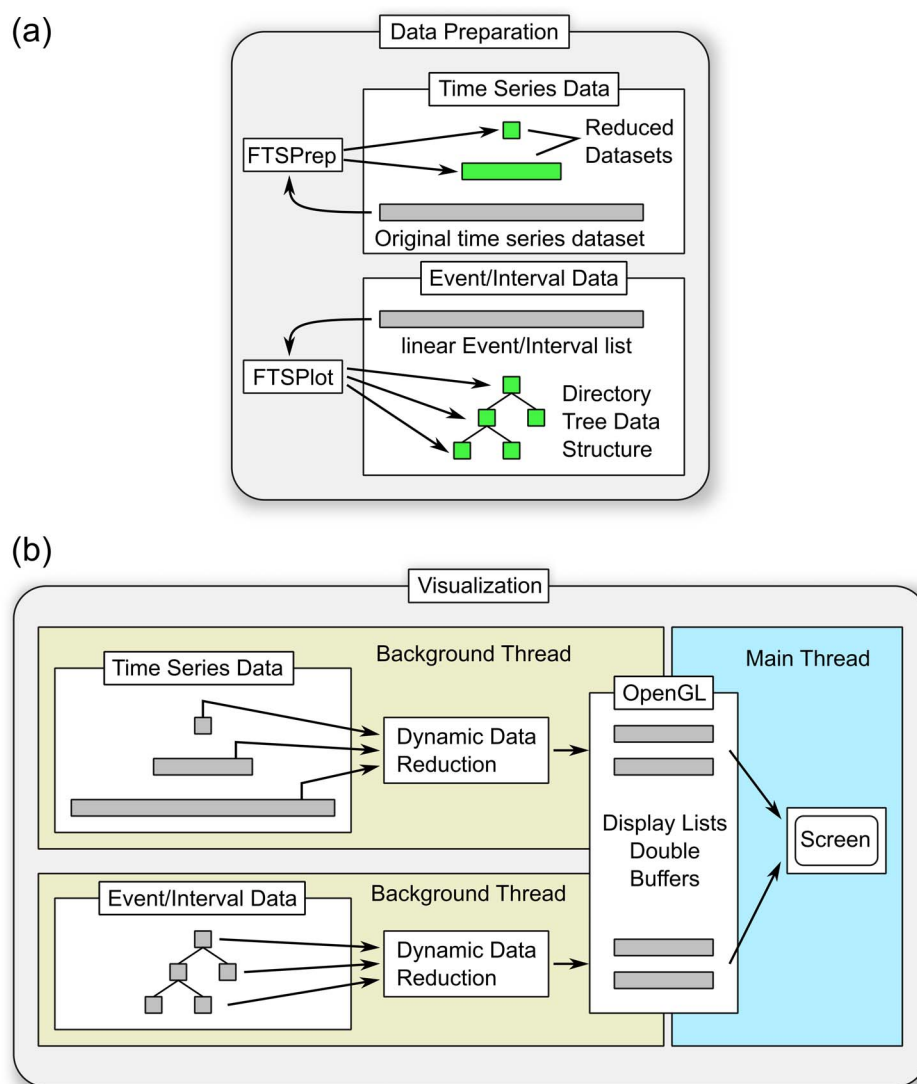 (a)
Data Preparation
Time Series Data
FTSPrep
Reduced
Datasets
Original time series dataset
Event/Interval Data
linear Event/Interval list
FTSPlot
Directory
Tree Data
Structure
(b)
Visualization
Background Thread
Main Thread
Time Series Data
OpenGL
Dynamic Data
Reduction
Display Lists
Double
Buffers
Screen
Background Thread
Event/Interval Data
Dynamic Data
Reduction